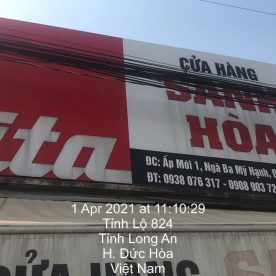 CỬA HÀNG
HÒA
ita
ĐC: Ấp Mới 1, Ngã Ba Mỹ Hạnh,
ĐT: 0938 076 317 - 0908 903 72
1 Apr 2021 at 11:10:29
Tỉnh Lộ 824
Tỉnh Long An
H. Đức Hòa
Việt Nam